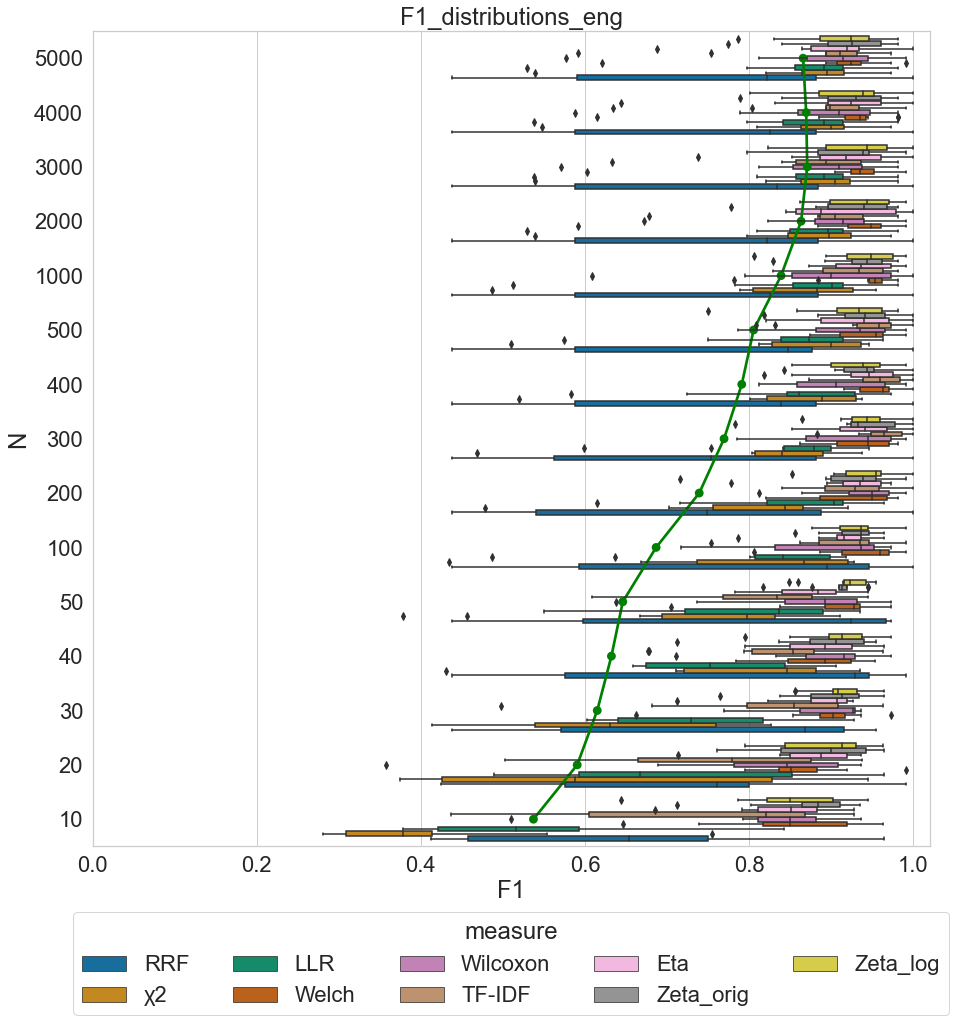 F1_distributions_eng
N
5000
4000
3000
2000
1000
500
400
300
200
100
50
40
30
20
10
0.0 0.2 0.4 0.6 0.8 1.0
F1
measure
RRF LLR Wilcoxon Eta Zeta_log
χ2 Welch TF-IDF Zeta_orig